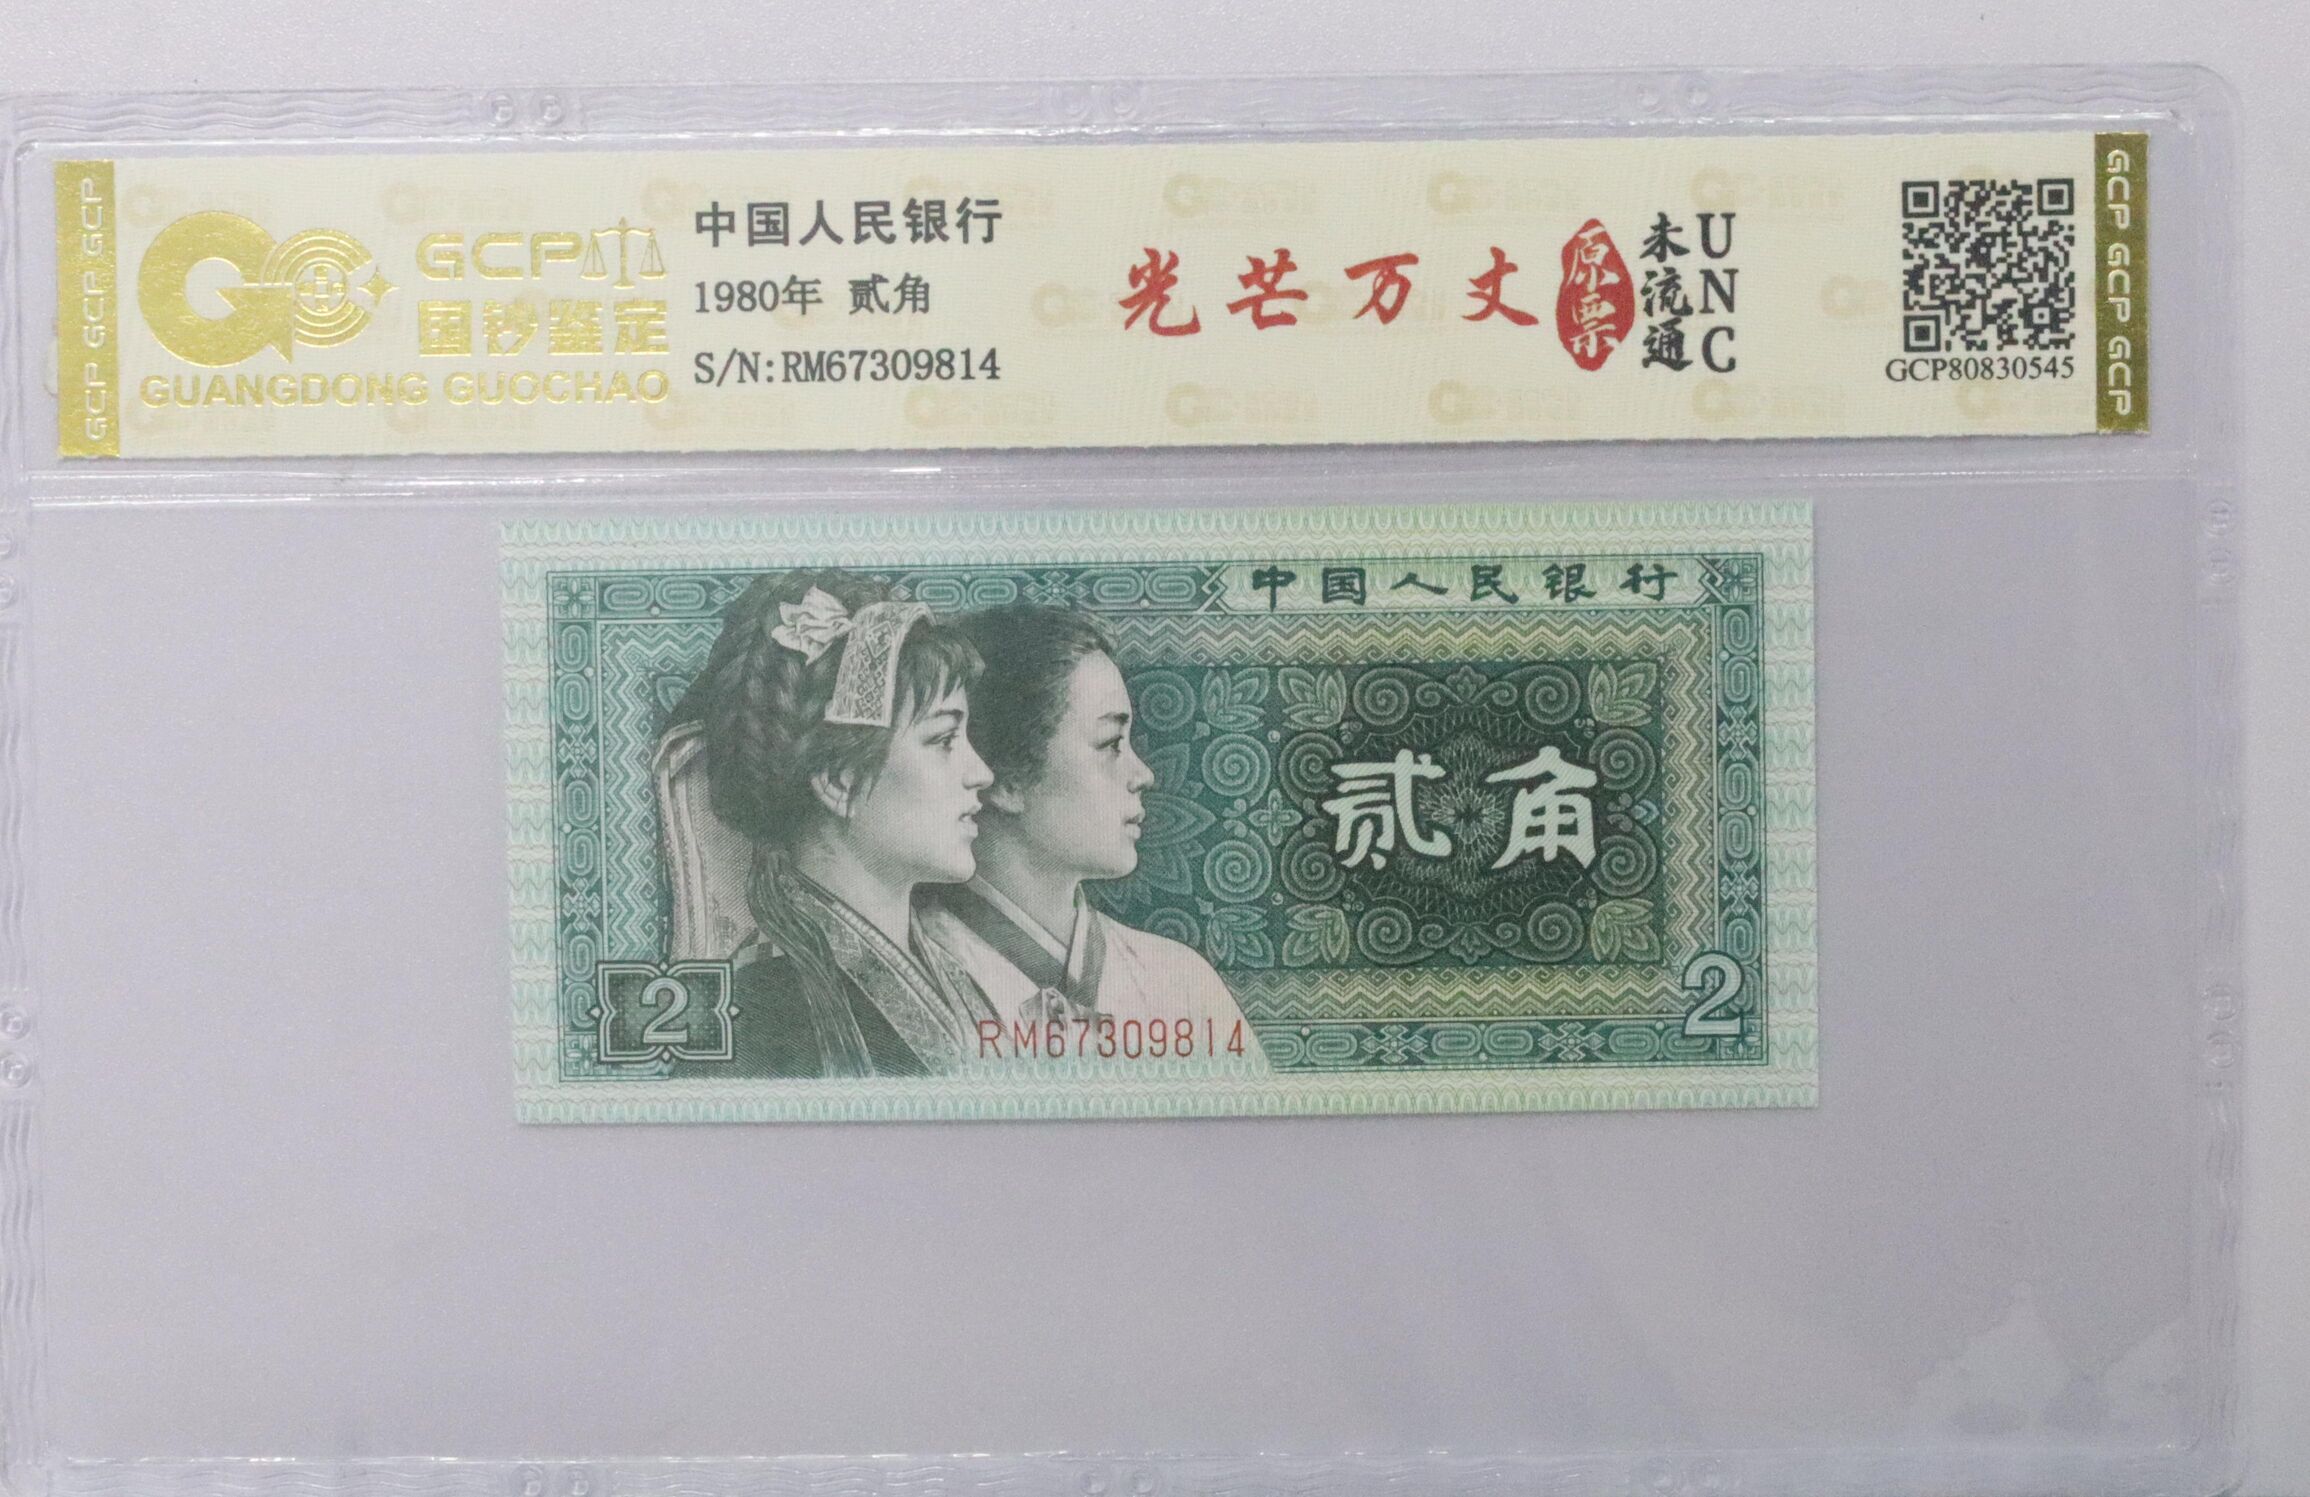 GCP GCP GCP
GCP
国钞鉴定
GUANGDONG GUOCHAO
中国人民银行
1980年 贰角
S/N:RM67309814
光芒万丈
原票
未流通
UNC
GCP80830545
GCP GCP GCP
中国人民银行
贰角
2
2
RM67309814